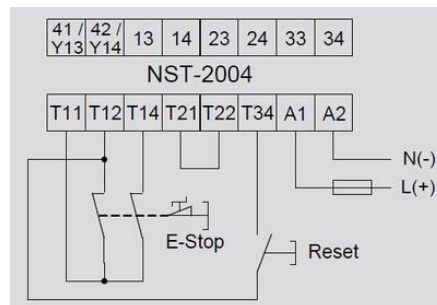 41 / 42 / 13 14 23 24 33 34
Y13 Y14
NST-2004
T11 T12 T14 T21 T22 T34 A1 A2
N(-)
L(+)
E-Stop
Reset